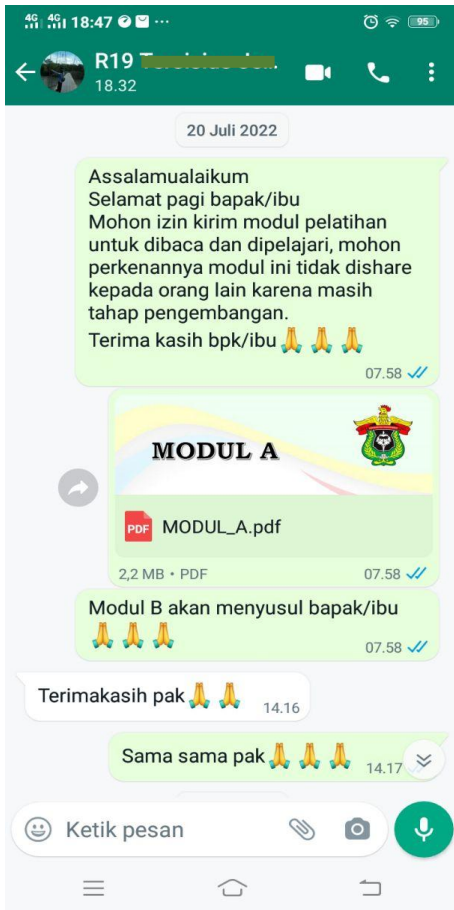 4G 4G 18:47 95
R19
18.32
20 Juli 2022
Assalamualaikum
Selamat pagi bapak/ibu
Mohon izin kirim modul pelatihan
untuk dibaca dan dipelajari, mohon
perkenannya modul ini tidak dishare
kepada orang lain karena masih
tahap pengembangan.
Terima kasih bpk/ibu🙏🙏🙏
07.58
MODUL A
PDF MODUL_A.pdf
2,2 MB • PDF 07.58
Modul B akan menyusul bapak/ibu
🙏🙏🙏
07.58
Terimakasih pak🙏🙏 14.16
Sama sama pak🙏🙏🙏 14.17
Ketik pesan